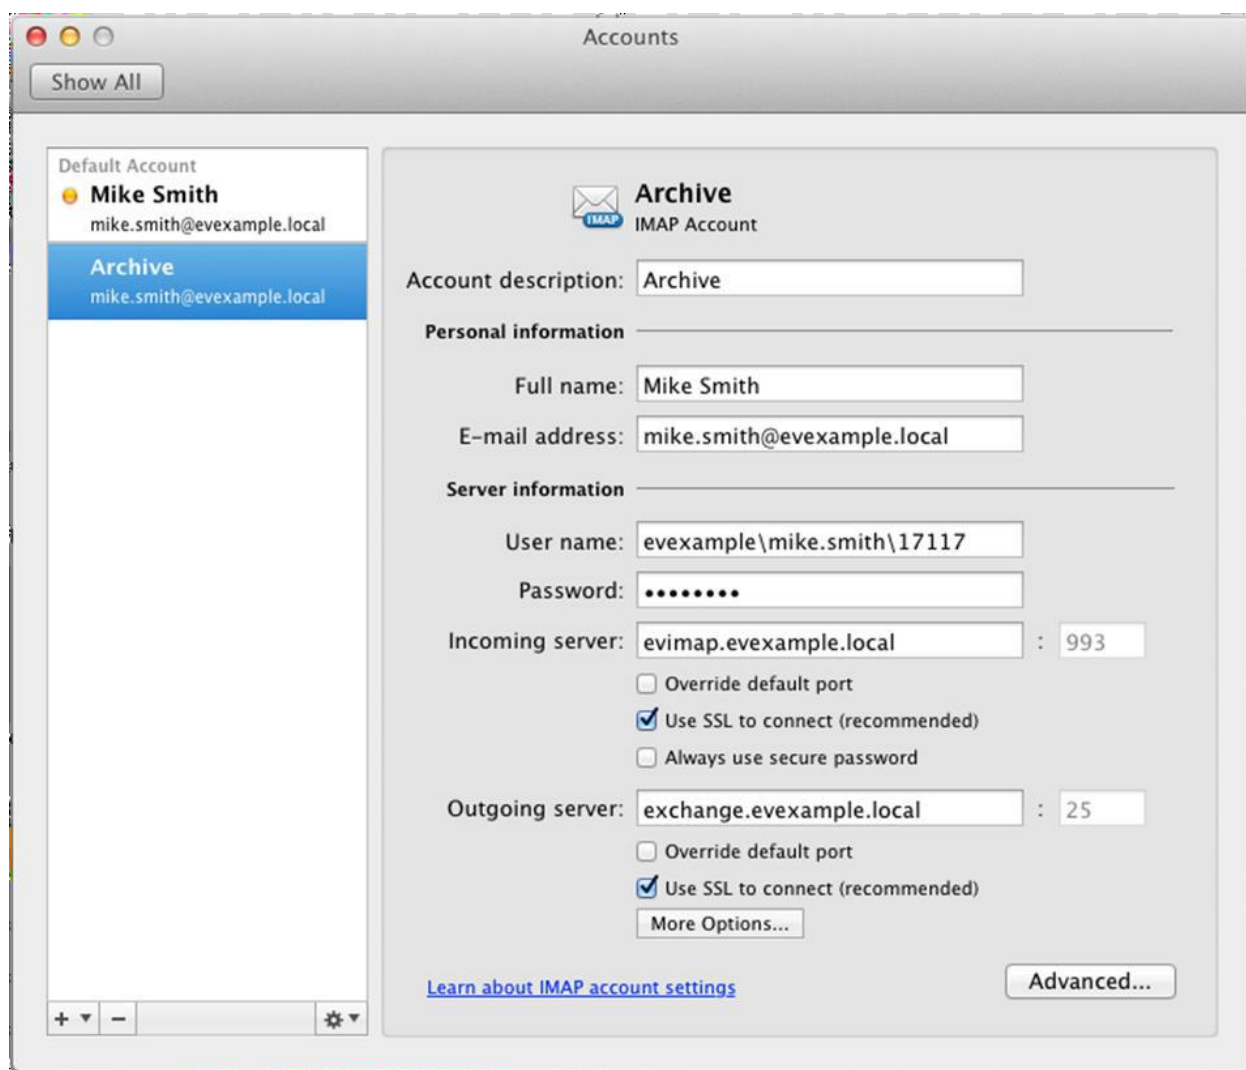 Accounts
Show All
Default Account
Mike Smith
mike.smith@evexample.local
Archive
mike.smith@evexample.local
IMAP
Archive
IMAP Account
Account description: Archive
Personal information
Full name: Mike Smith
E-mail address: mike.smith@evexample.local
Server information
User name: evexample\mike.smith\17117
Password: ••••••••
Incoming server: evimap.evexample.local : 993
Override default port
Use SSL to connect (recommended)
Always use secure password
Outgoing server: exchange.evexample.local : 25
Override default port
Use SSL to connect (recommended)
More Options...
Learn about IMAP account settings
Advanced...